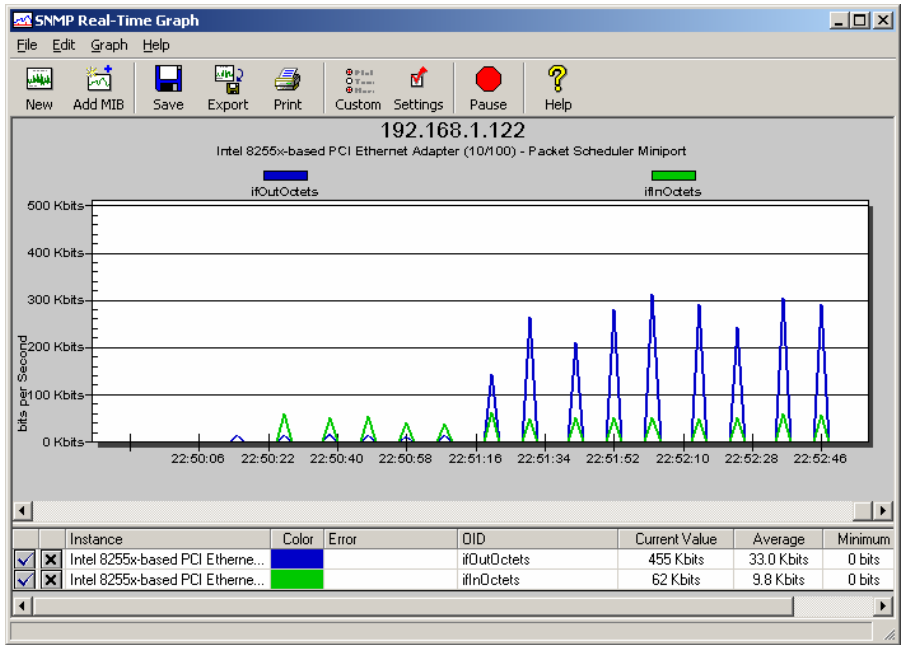 SNMP Real-Time Graph
File Edit Graph Help
New Add MIB Save Export Print Custom Settings Pause Help
192.168.1.122
Intel 8255x-based PCI Ethernet Adapter (10/100) - Packet Scheduler Miniport
ifOutOctets ifInOctets
500 Kbits
400 Kbits
300 Kbits
200 Kbits
100 Kbits
0 Kbits
bits per Second
22:50:06 22:50:22 22:50:40 22:50:58 22:51:16 22:51:34 22:51:52 22:52:10 22:52:28 22:52:46
Instance Color Error OID Current Value Average Minimum
Intel 8255x-based PCI Etherne... ifOutOctets 455 Kbits 33.0 Kbits 0 bits
Intel 8255x-based PCI Etherne... ifInOctets 62 Kbits 9.8 Kbits 0 bits